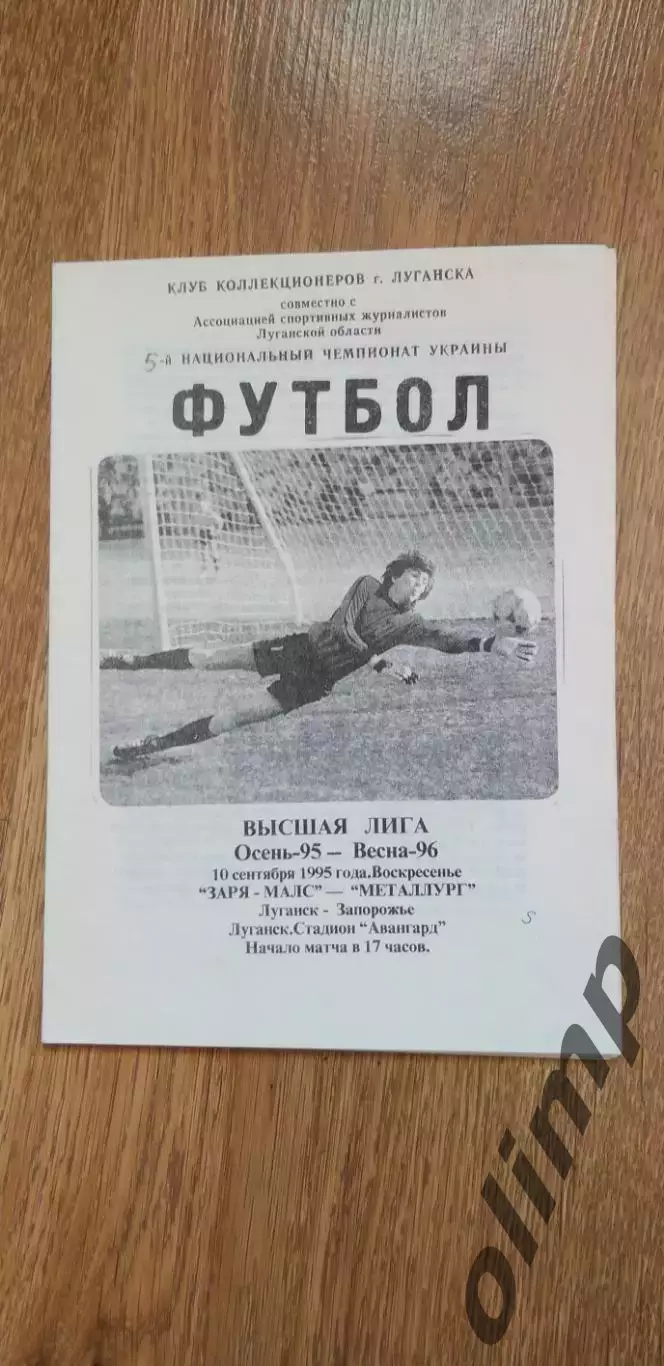 КЛУБ КОЛЛЕКЦИОНЕРОВ г. ЛУГАНСКА
совместно с
Ассоциацией спортивных журналистов
Луганской области
5-й НАЦИОНАЛЬНЫЙ ЧЕМПИОНАТ УКРАИНЫ
ФУТБОЛ
ВЫСШАЯ ЛИГА
Осень-95 — Весна-96
10 сентября 1995 года.Воскресенье
“ЗАРЯ - МАЛС” — “МЕТАЛЛУРГ”
Луганск - Запорожье
Луганск.Стадион “Авангард”
Начало матча в 17 часов.
s
olimp